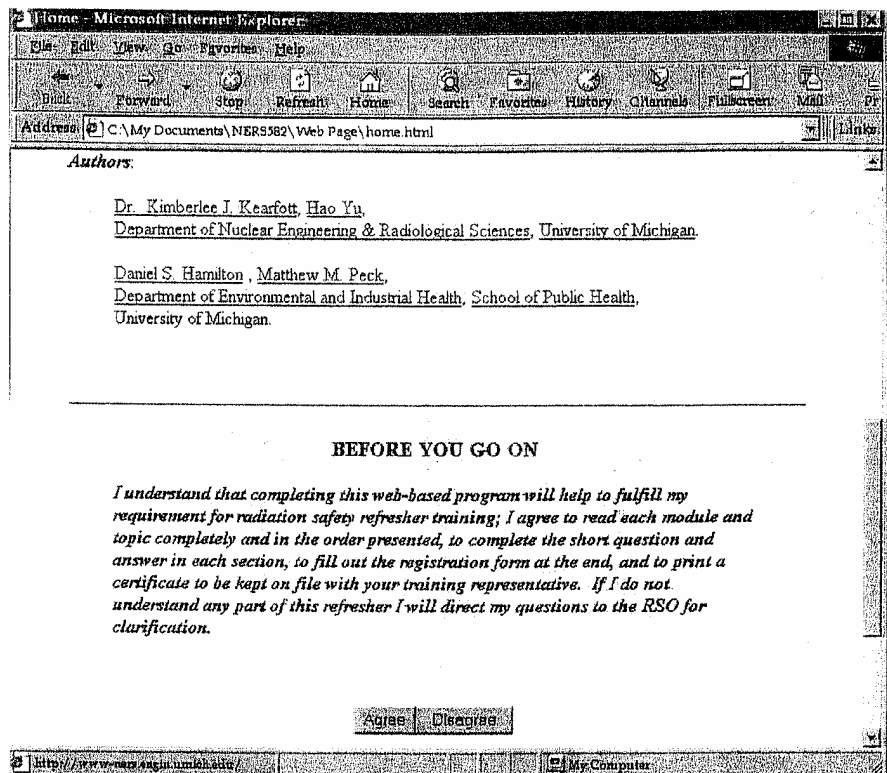 Home - Microsoft Internet Explorer
File Edit View Go Favorites Help
Back Forward Stop Refresh Home Search Favorites History Channels Fullscreen Mail Pr
Address C:\My Documents\NERS582\Web Page\home.html Links
Authors:
Dr. Kimberlee J. Kearfott, Hao Yu,
Department of Nuclear Engineering & Radiological Sciences, University of Michigan.
Daniel S. Hamilton , Matthew M. Peck,
Department of Environmental and Industrial Health, School of Public Health,
University of Michigan.
BEFORE YOU GO ON
I understand that completing this web-based program will help to fulfill my
requirement for radiation safety refresher training; I agree to read each module and
topic completely and in the order presented, to complete the short question and
answer in each section, to fill out the registration form at the end, and to print a
certificate to be kept on file with your training representative. If I do not
understand any part of this refresher I will direct my questions to the RSO for
clarification.
Agree Disagree
http://www-ners.engin.umich.edu/ My Computer